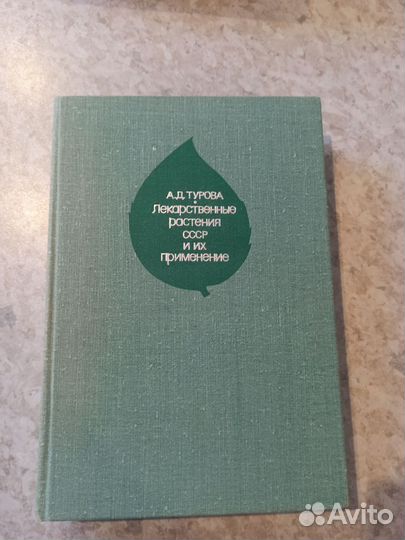 А.Д.ТУРОВА
Лекарственные
растения
СССР
и их
применение
Avito